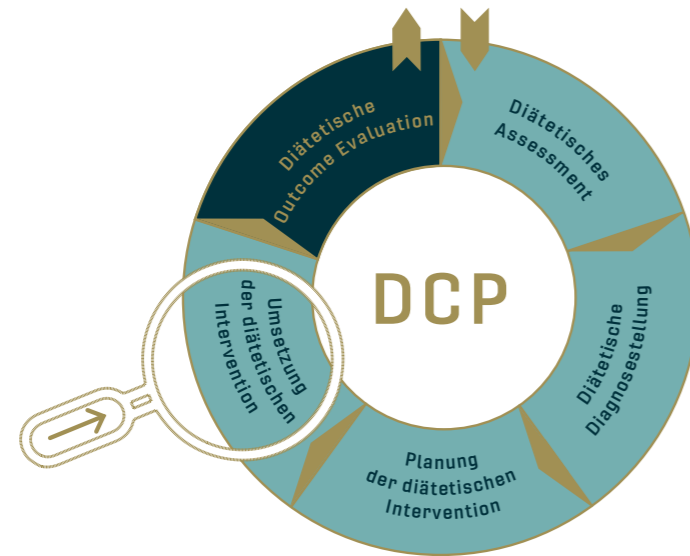 Diätetisches
Assessment
Diätetische
Diagnosestellung
Planung
der diätetischen
Intervention
Umsetzung
der diätetischen
Intervention
Diätetische
Outcome Evaluation
DCP